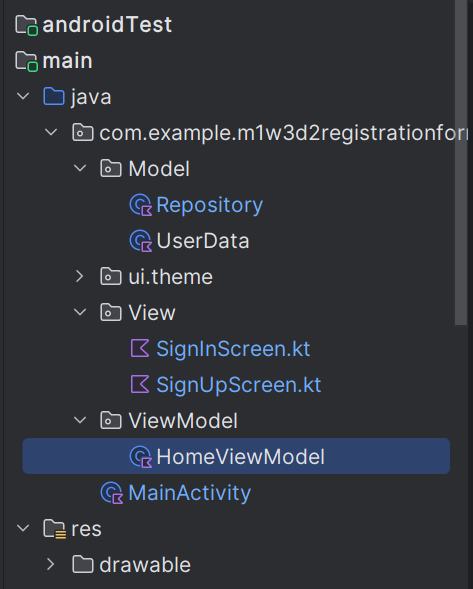 androidTest
main
java
com.example.m1w3d2registrationfor
Model
Repository
UserData
ui.theme
View
SignInScreen.kt
SignUpScreen.kt
ViewModel
HomeViewModel
MainActivity
res
drawable